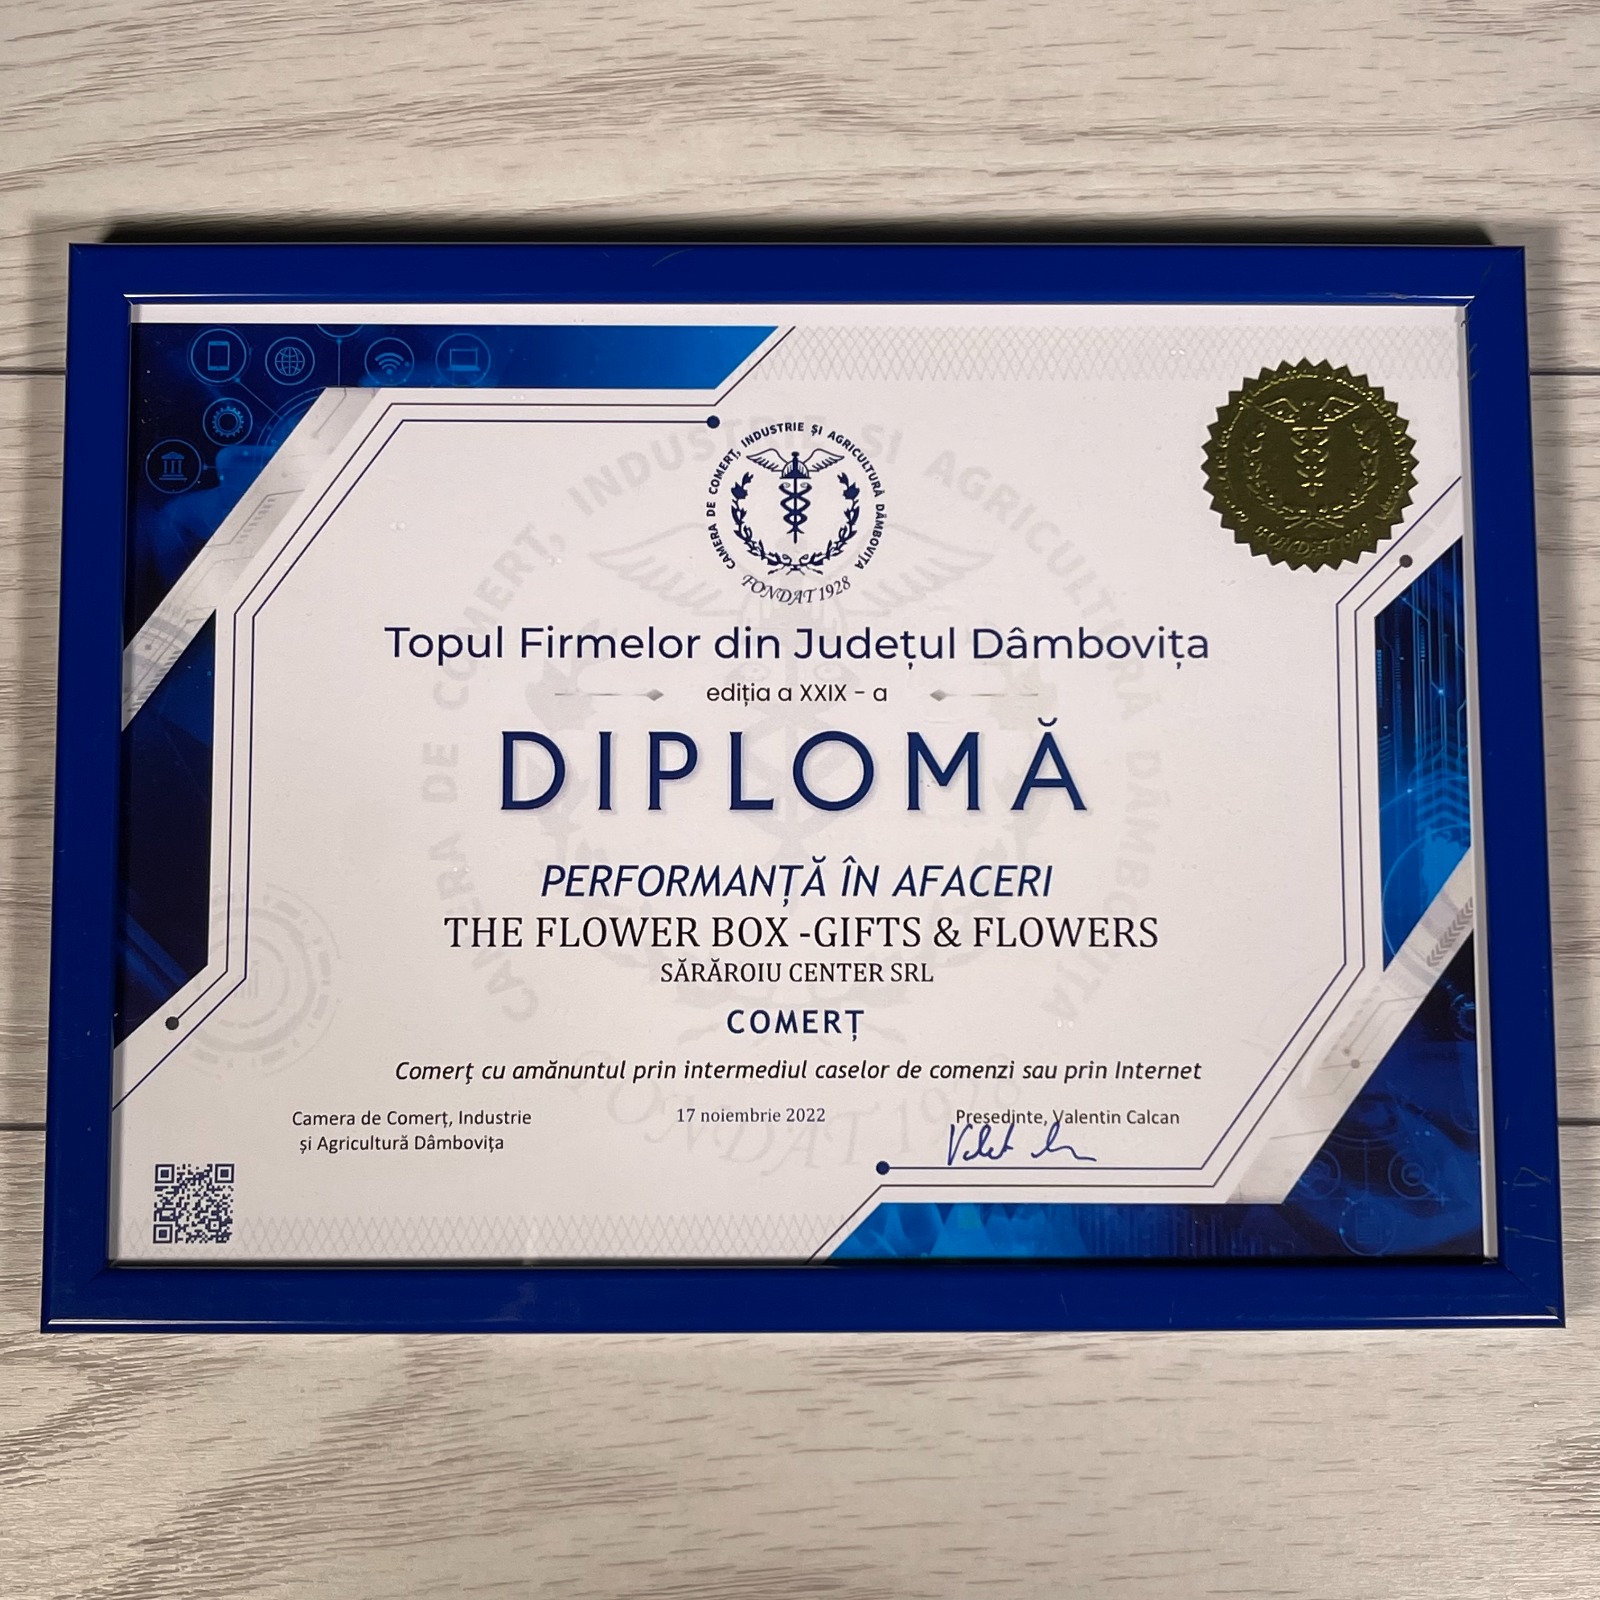 CAMERA DE COMERȚ, INDUSTRIE ȘI AGRICULTURĂ DÂMBOVIȚA
FONDAT 1928
Topul Firmelor din Județul Dâmbovița
ediția a XXIX - a
DIPLOMĂ
PERFORMANȚĂ ÎN AFACERI
THE FLOWER BOX -GIFTS & FLOWERS
SĂRĂROIU CENTER SRL
COMERȚ
Comerț cu amănuntul prin intermediul caselor de comenzi sau prin Internet
Camera de Comerț, Industrie
și Agricultură Dâmbovița
17 noiembrie 2022
Președinte, Valentin Calcan